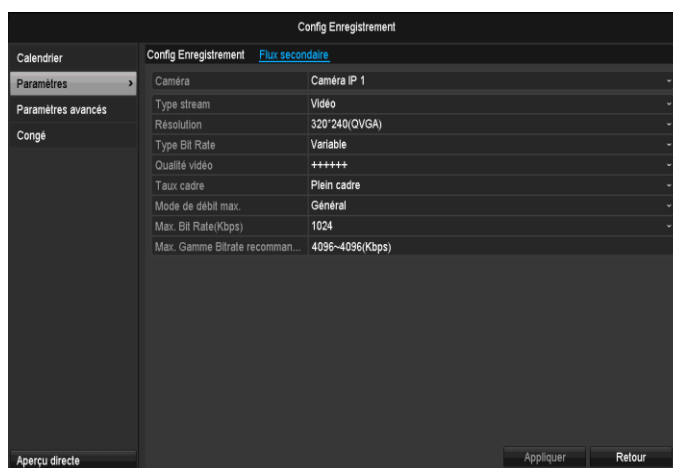 Config Enregistrement
Calendrier
Paramètres >
Paramètres avancés
Congé
Aperçu directe
Config Enregistrement Flux secondaire
Caméra Caméra IP 1
Type stream Vidéo
Résolution 320*240(QVGA)
Type Bit Rate Variable
Qualité vidéo ++++++
Taux cadre Plein cadre
Mode de débit max. Général
Max. Bit Rate(Kbps) 1024
Max. Gamme Bitrate recomman... 4096~4096(Kbps)
Appliquer Retour